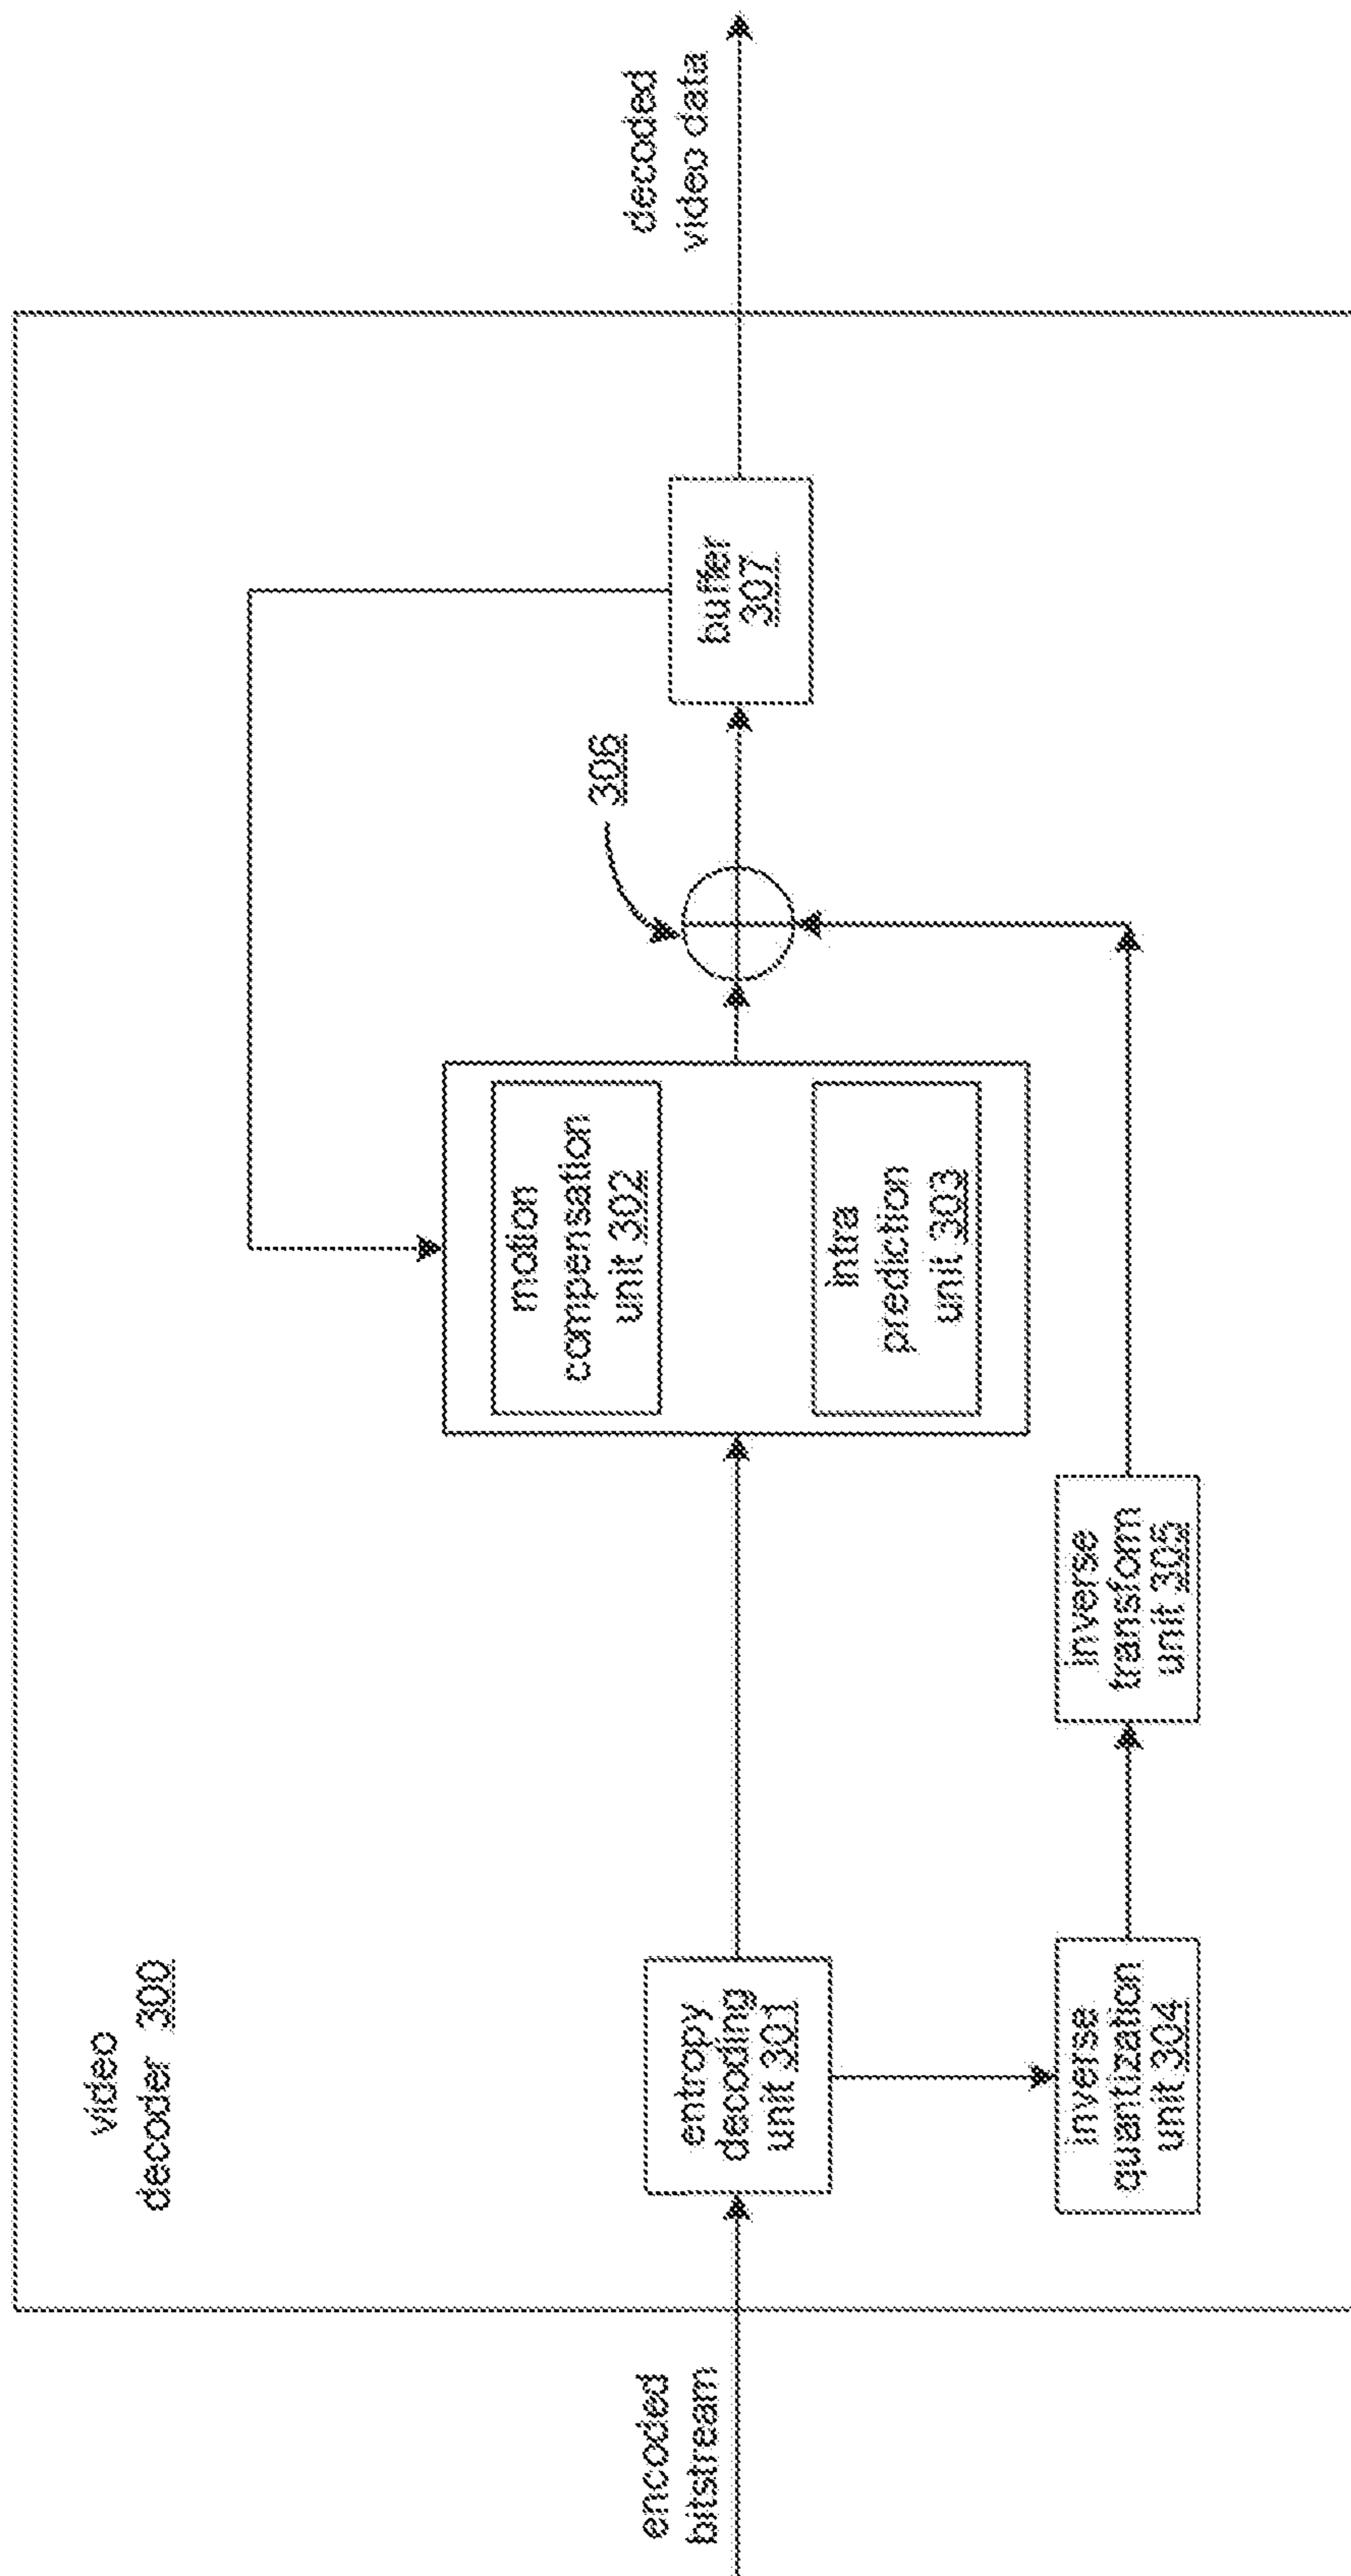 video
decoder 300
encoded
bitstream
entropy
decoding
unit 301
inverse
quantization
unit 304
inverse
transform
unit 305
motion
compensation
unit 302
intra
prediction
unit 303
306
buffer
307
decoded
video data